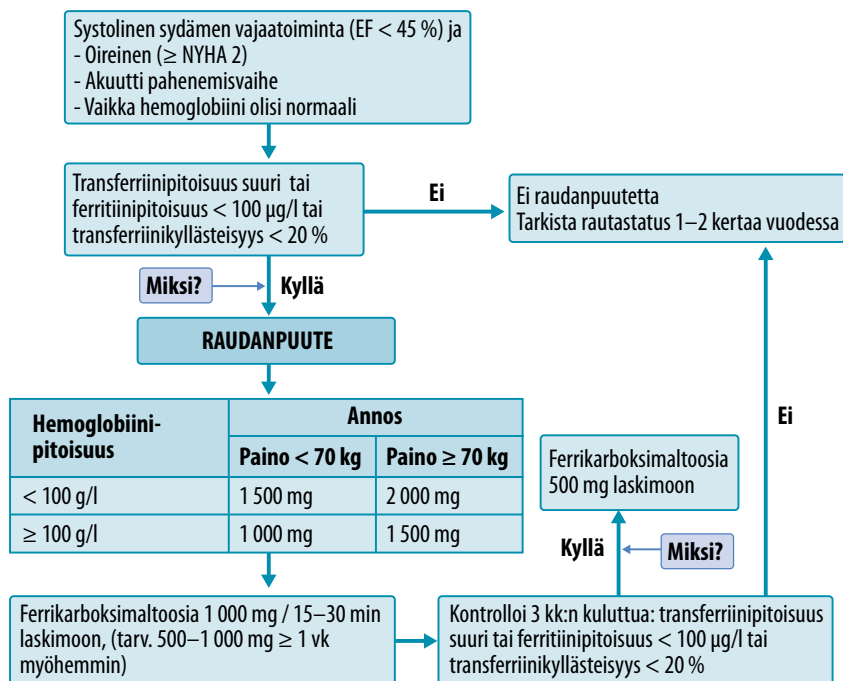 Systolinen sydämen vajaatoiminta (EF < 45 %) ja
- Oireinen (≥ NYHA 2)
- Akuutti pahenemisvaihe
- Vaikka hemoglobiini olisi normaali
Transferriinipitoisuus suuri tai
ferritiinipitoisuus < 100 µg/l tai
transferriinikyllästeisyys < 20 %
Ei
Ei raudanpuutetta
Tarkista rautastatus 1–2 kertaa vuodessa
Miksi?
Kyllä
RAUDANPUUTE
Hemoglobiini-
pitoisuus
Annos
Paino < 70 kg
Paino ≥ 70 kg
< 100 g/l
1 500 mg
2 000 mg
≥ 100 g/l
1 000 mg
1 500 mg
Ei
Ferrikarboksimaltoosia
500 mg laskimoon
Kyllä
Miksi?
Ferrikarboksimaltoosia 1 000 mg / 15–30 min
laskimoon, (tarv. 500–1 000 mg ≥ 1 vk
myöhemmin)
Kontrolloi 3 kk:n kuluttua: transferriinipitoisuus
suuri tai ferritiinipitoisuus < 100 µg/l tai
transferriinikyllästeisyys < 20 %